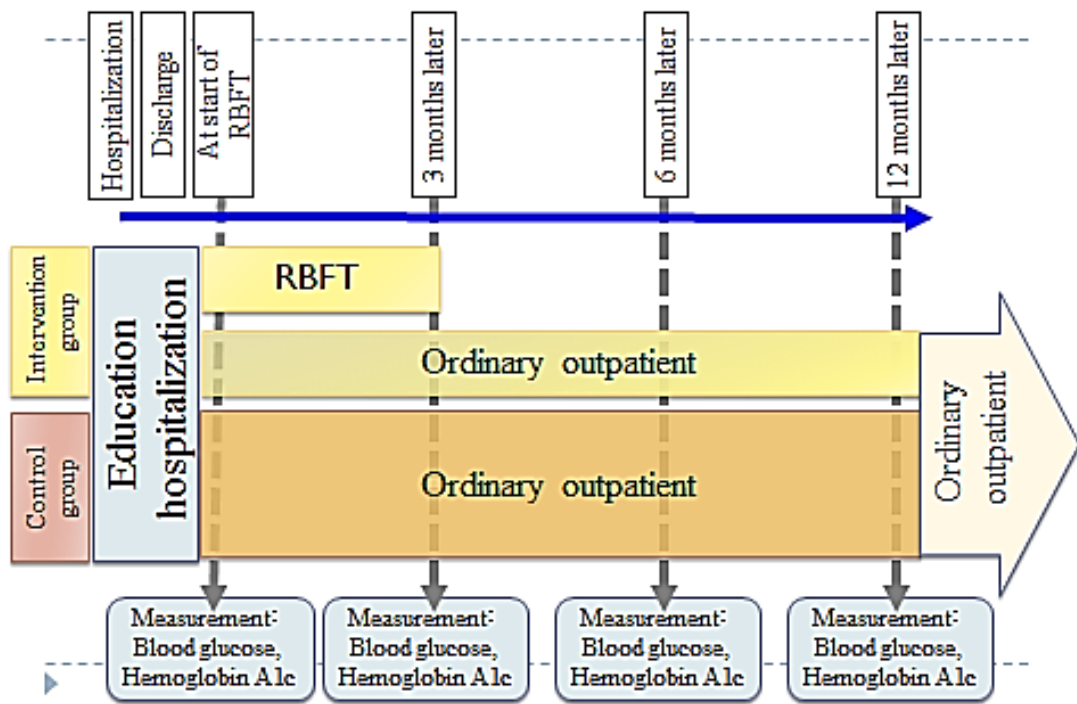 Hospitalization
Discharge
At start of
RBFT
3 months later
6 months later
12 months later
Intervention
group
Control
group
Education
hospitalization
RBFT
Ordinary outpatient
Ordinary outpatient
Ordinary
outpatient
Measurement:
Blood glucose,
Hemoglobin A1c
Measurement:
Blood glucose,
Hemoglobin A1c
Measurement:
Blood glucose,
Hemoglobin A1c
Measurement:
Blood glucose,
Hemoglobin A1c